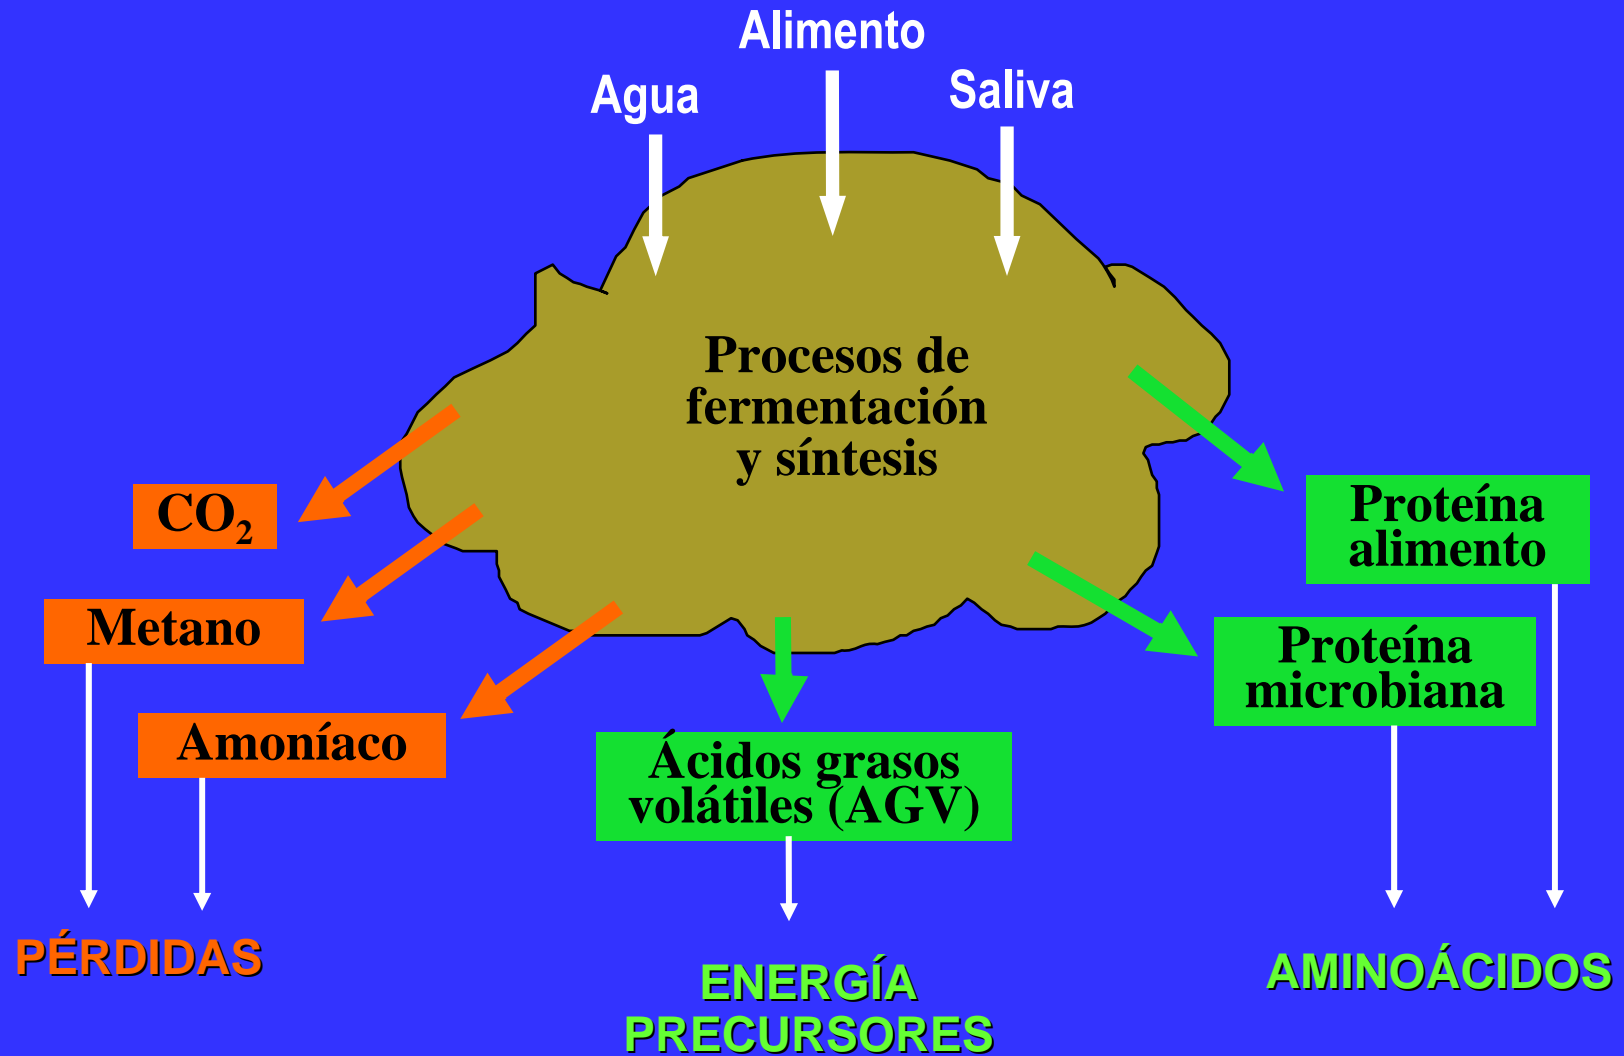 Alimento
Agua
Saliva
Procesos de
fermentación
y síntesis
CO₂
Proteína
alimento
Metano
Proteína
microbiana
Amoníaco
Ácidos grasos
volátiles (AGV)
PÉRDIDAS
ENERGÍA
PRECURSORES
AMINOÁCIDOS